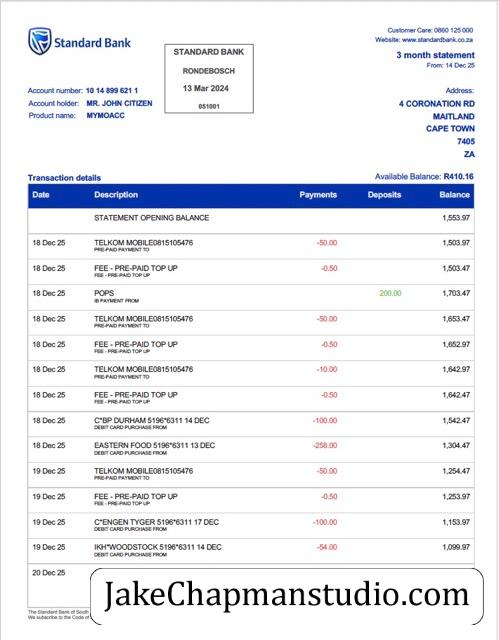 Standard Bank
Customer Care: 0860 125 000
Website: www.standardbank.co.za
3 month statement
From: 14 Dec 25
STANDARD BANK
RONDEBOSCH
13 Mar 2024
051001
Account number: 10 14 899 621 1
Account holder: MR. JOHN CITIZEN
Product name: MYMOACC
Address:
4 CORONATION RD
MAITLAND
CAPE TOWN
7405
ZA
Transaction details Available Balance: R410.16
Date Description Payments Deposits Balance
STATEMENT OPENING BALANCE 1,553.97
18 Dec 25 TELKOM MOBILE0815105476 -50.00 1,503.97
PRE-PAID PAYMENT TO
18 Dec 25 FEE - PRE-PAID TOP UP -0.50 1,503.47
FEE - PRE-PAID TOP UP
18 Dec 25 POPS 200.00 1,703.47
IB PAYMENT FROM
18 Dec 25 TELKOM MOBILE0815105476 -50.00 1,653.47
PRE-PAID PAYMENT TO
18 Dec 25 FEE - PRE-PAID TOP UP -0.50 1,652.97
FEE - PRE-PAID TOP UP
18 Dec 25 TELKOM MOBILE0815105476 -10.00 1,642.97
PRE-PAID PAYMENT TO
18 Dec 25 FEE - PRE-PAID TOP UP -0.50 1,642.47
FEE - PRE-PAID TOP UP
18 Dec 25 C*BP DURHAM 5196*6311 14 DEC -100.00 1,542.47
DEBIT CARD PURCHASE FROM
18 Dec 25 EASTERN FOOD 5196*6311 13 DEC -258.00 1,304.47
DEBIT CARD PURCHASE FROM
19 Dec 25 TELKOM MOBILE0815105476 -50.00 1,254.47
PRE-PAID PAYMENT TO
19 Dec 25 FEE - PRE-PAID TOP UP -0.50 1,253.97
FEE - PRE-PAID TOP UP
19 Dec 25 C*ENGEN TYGER 5196*6311 17 DEC -100.00 1,153.97
DEBIT CARD PURCHASE FROM
19 Dec 25 IKH*WOODSTOCK 5196*6311 14 DEC -54.00 1,099.97
DEBIT CARD PURCHASE FROM
20 Dec 25
JakeChapmanstudio.com
The Standard Bank of South
We subscribe to the Code of